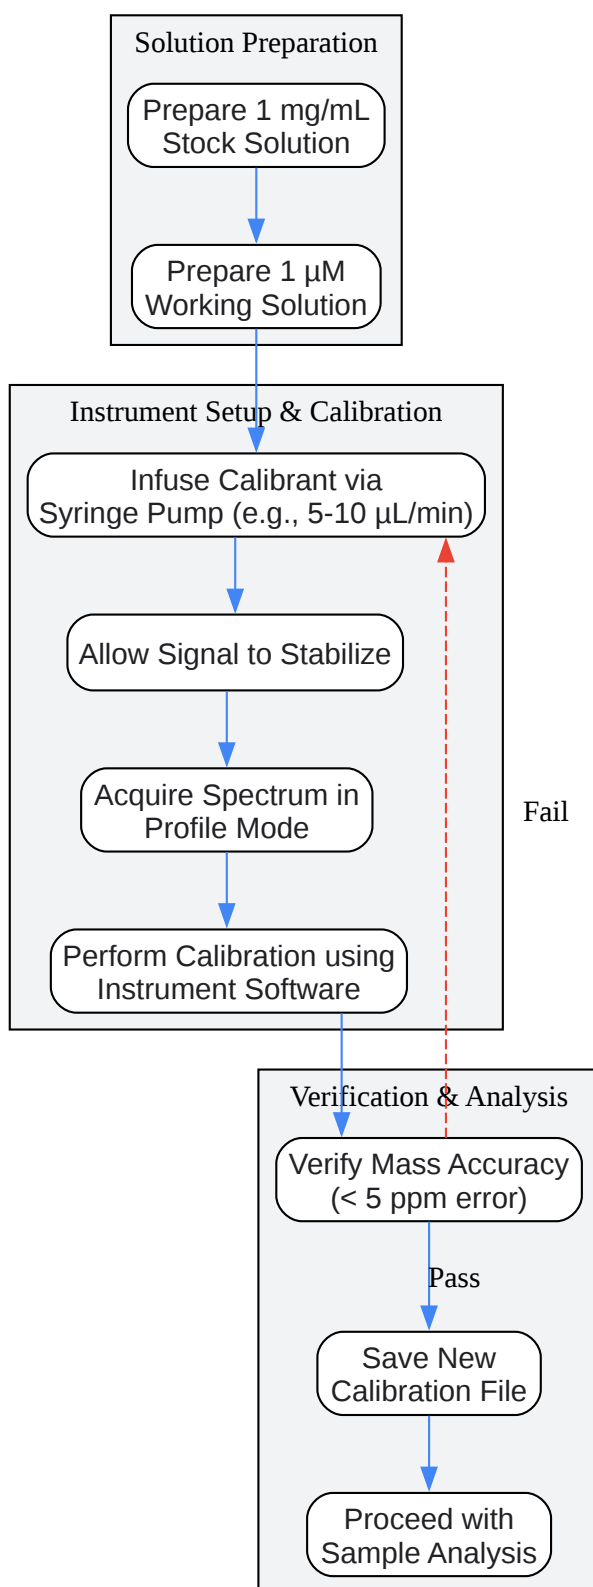 Solution Preparation
Prepare 1 mg/mL
Stock Solution
Prepare 1 µM
Working Solution
Instrument Setup & Calibration
Infuse Calibrant via
Syringe Pump (e.g., 5-10 µL/min)
Allow Signal to Stabilize
Acquire Spectrum in
Profile Mode
Fail
Perform Calibration using
Instrument Software
Verification & Analysis
Verify Mass Accuracy
(< 5 ppm error)
Pass
Save New
Calibration File
Proceed with
Sample Analysis